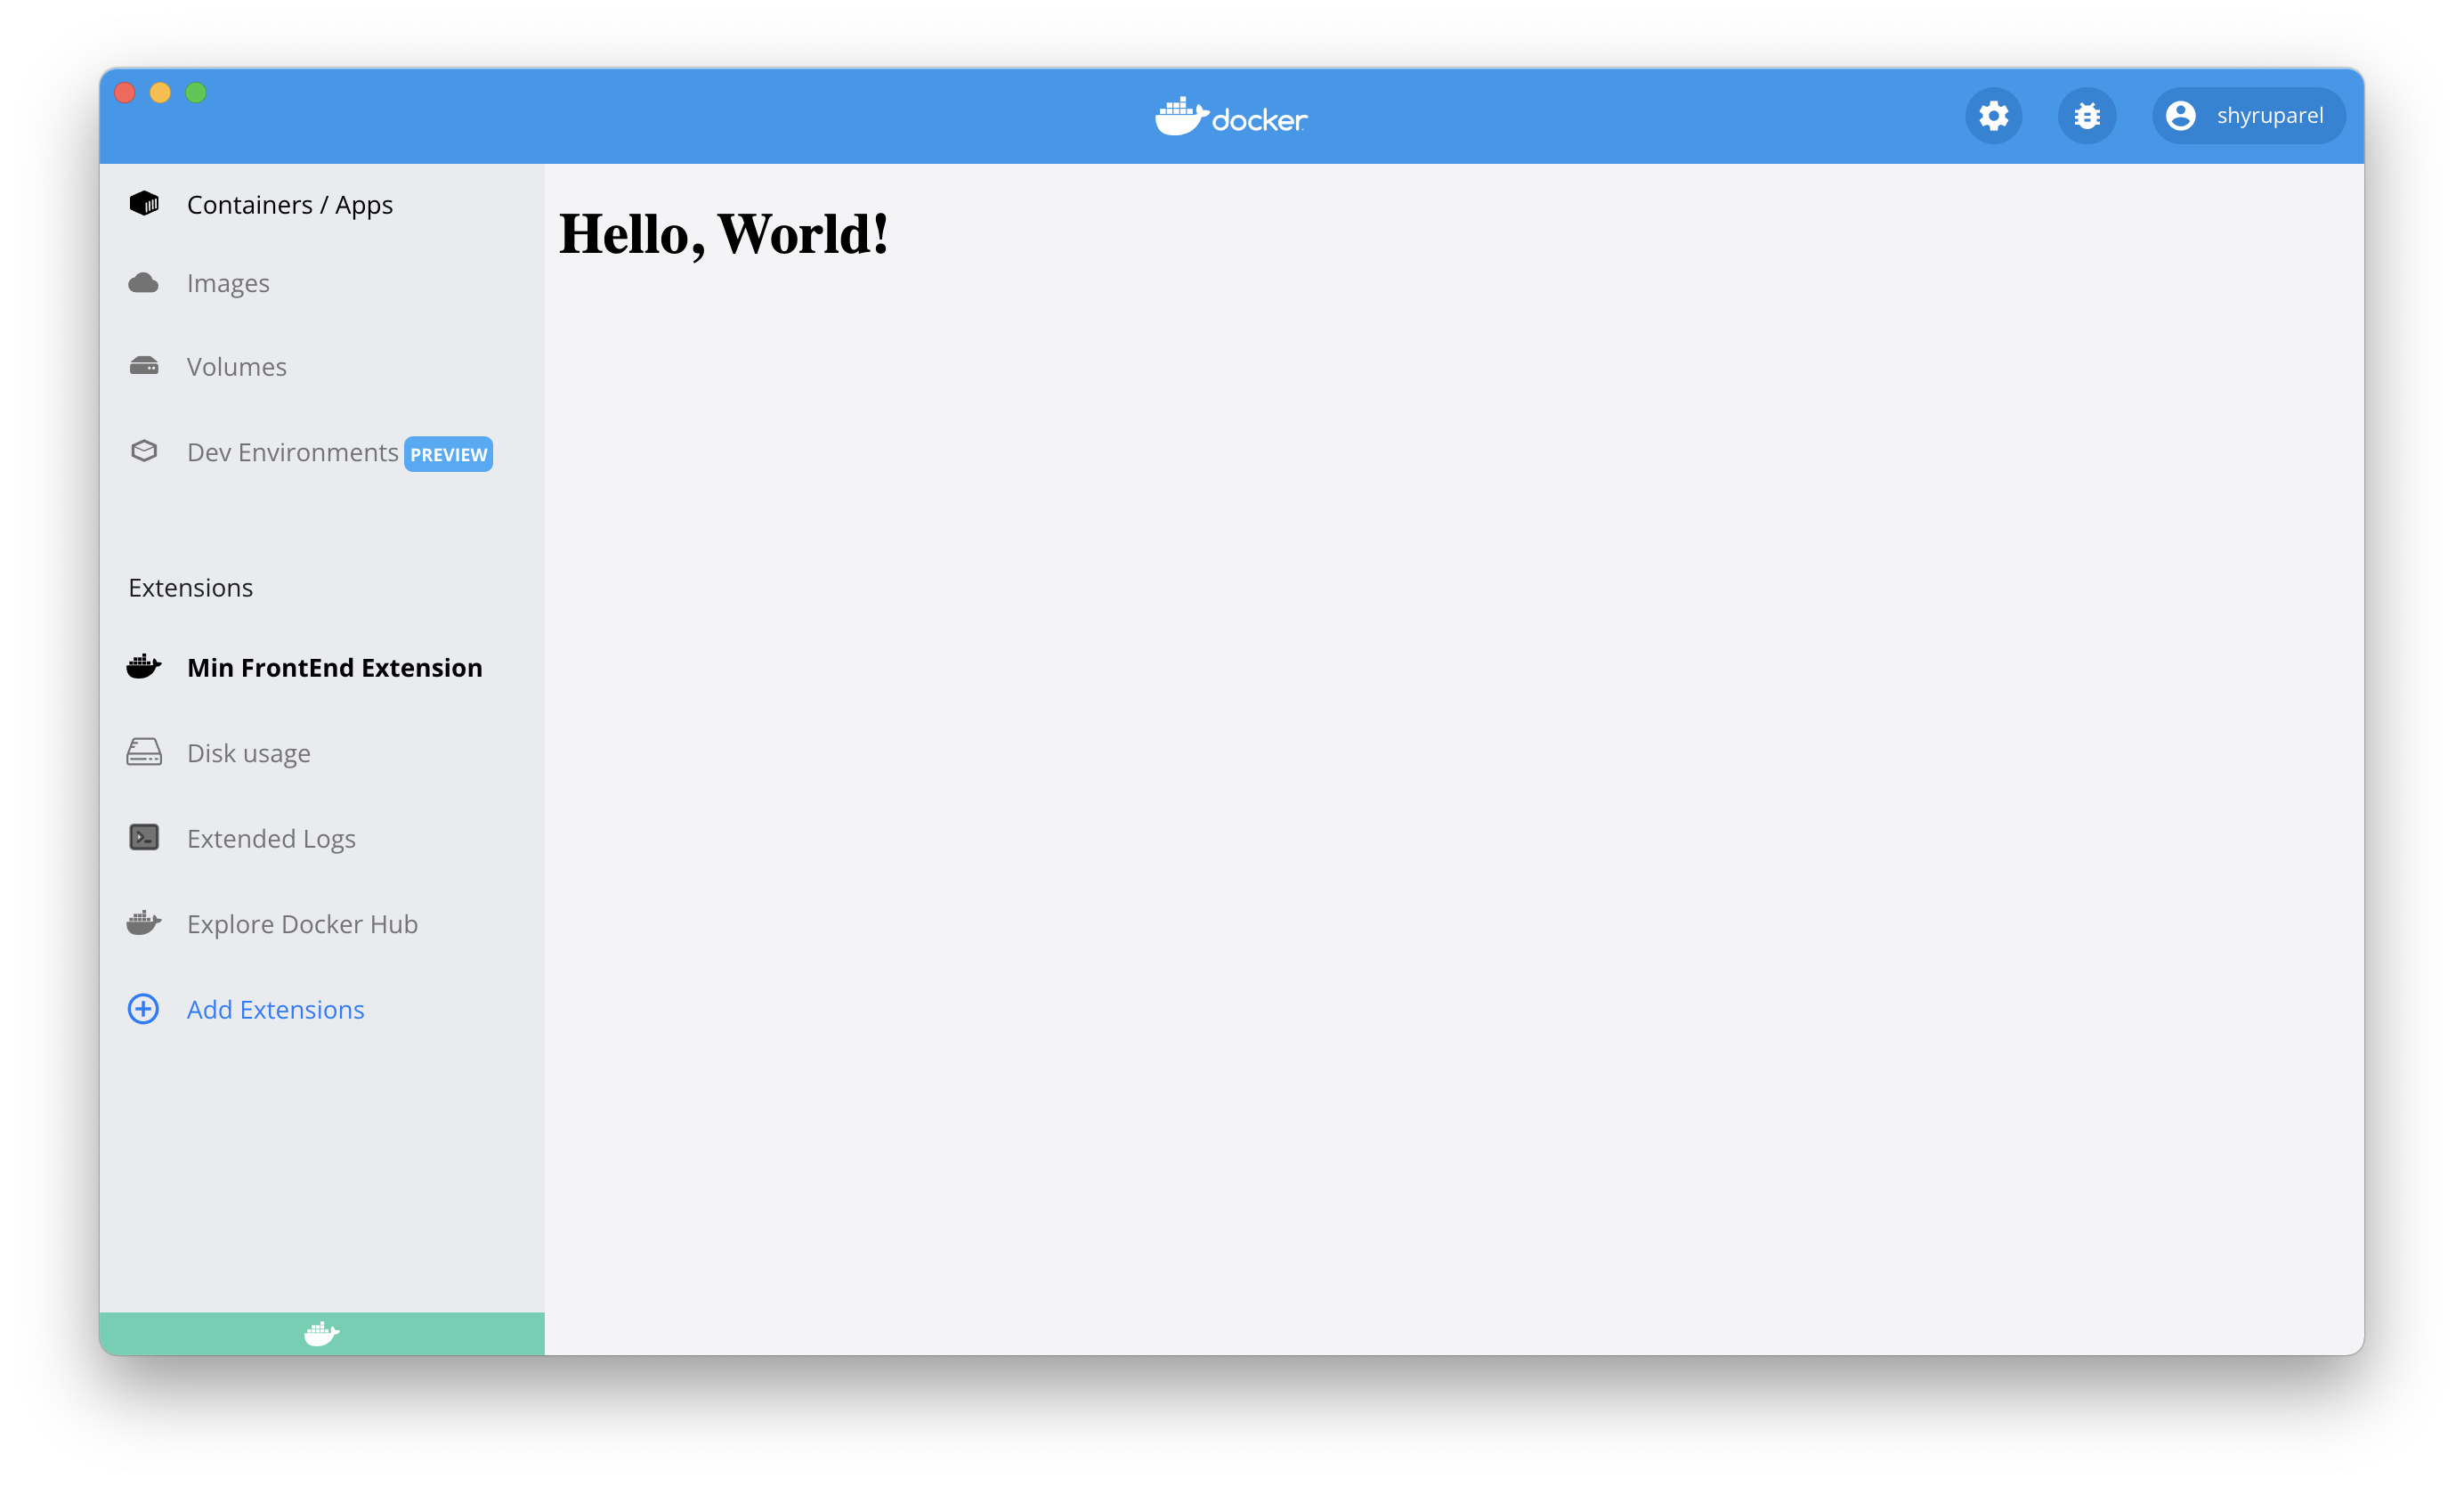 docker
shyruparel
Containers / Apps
Images
Volumes
Dev Environments PREVIEW
Extensions
Min FrontEnd Extension
Disk usage
Extended Logs
Explore Docker Hub
Add Extensions
Hello, World!